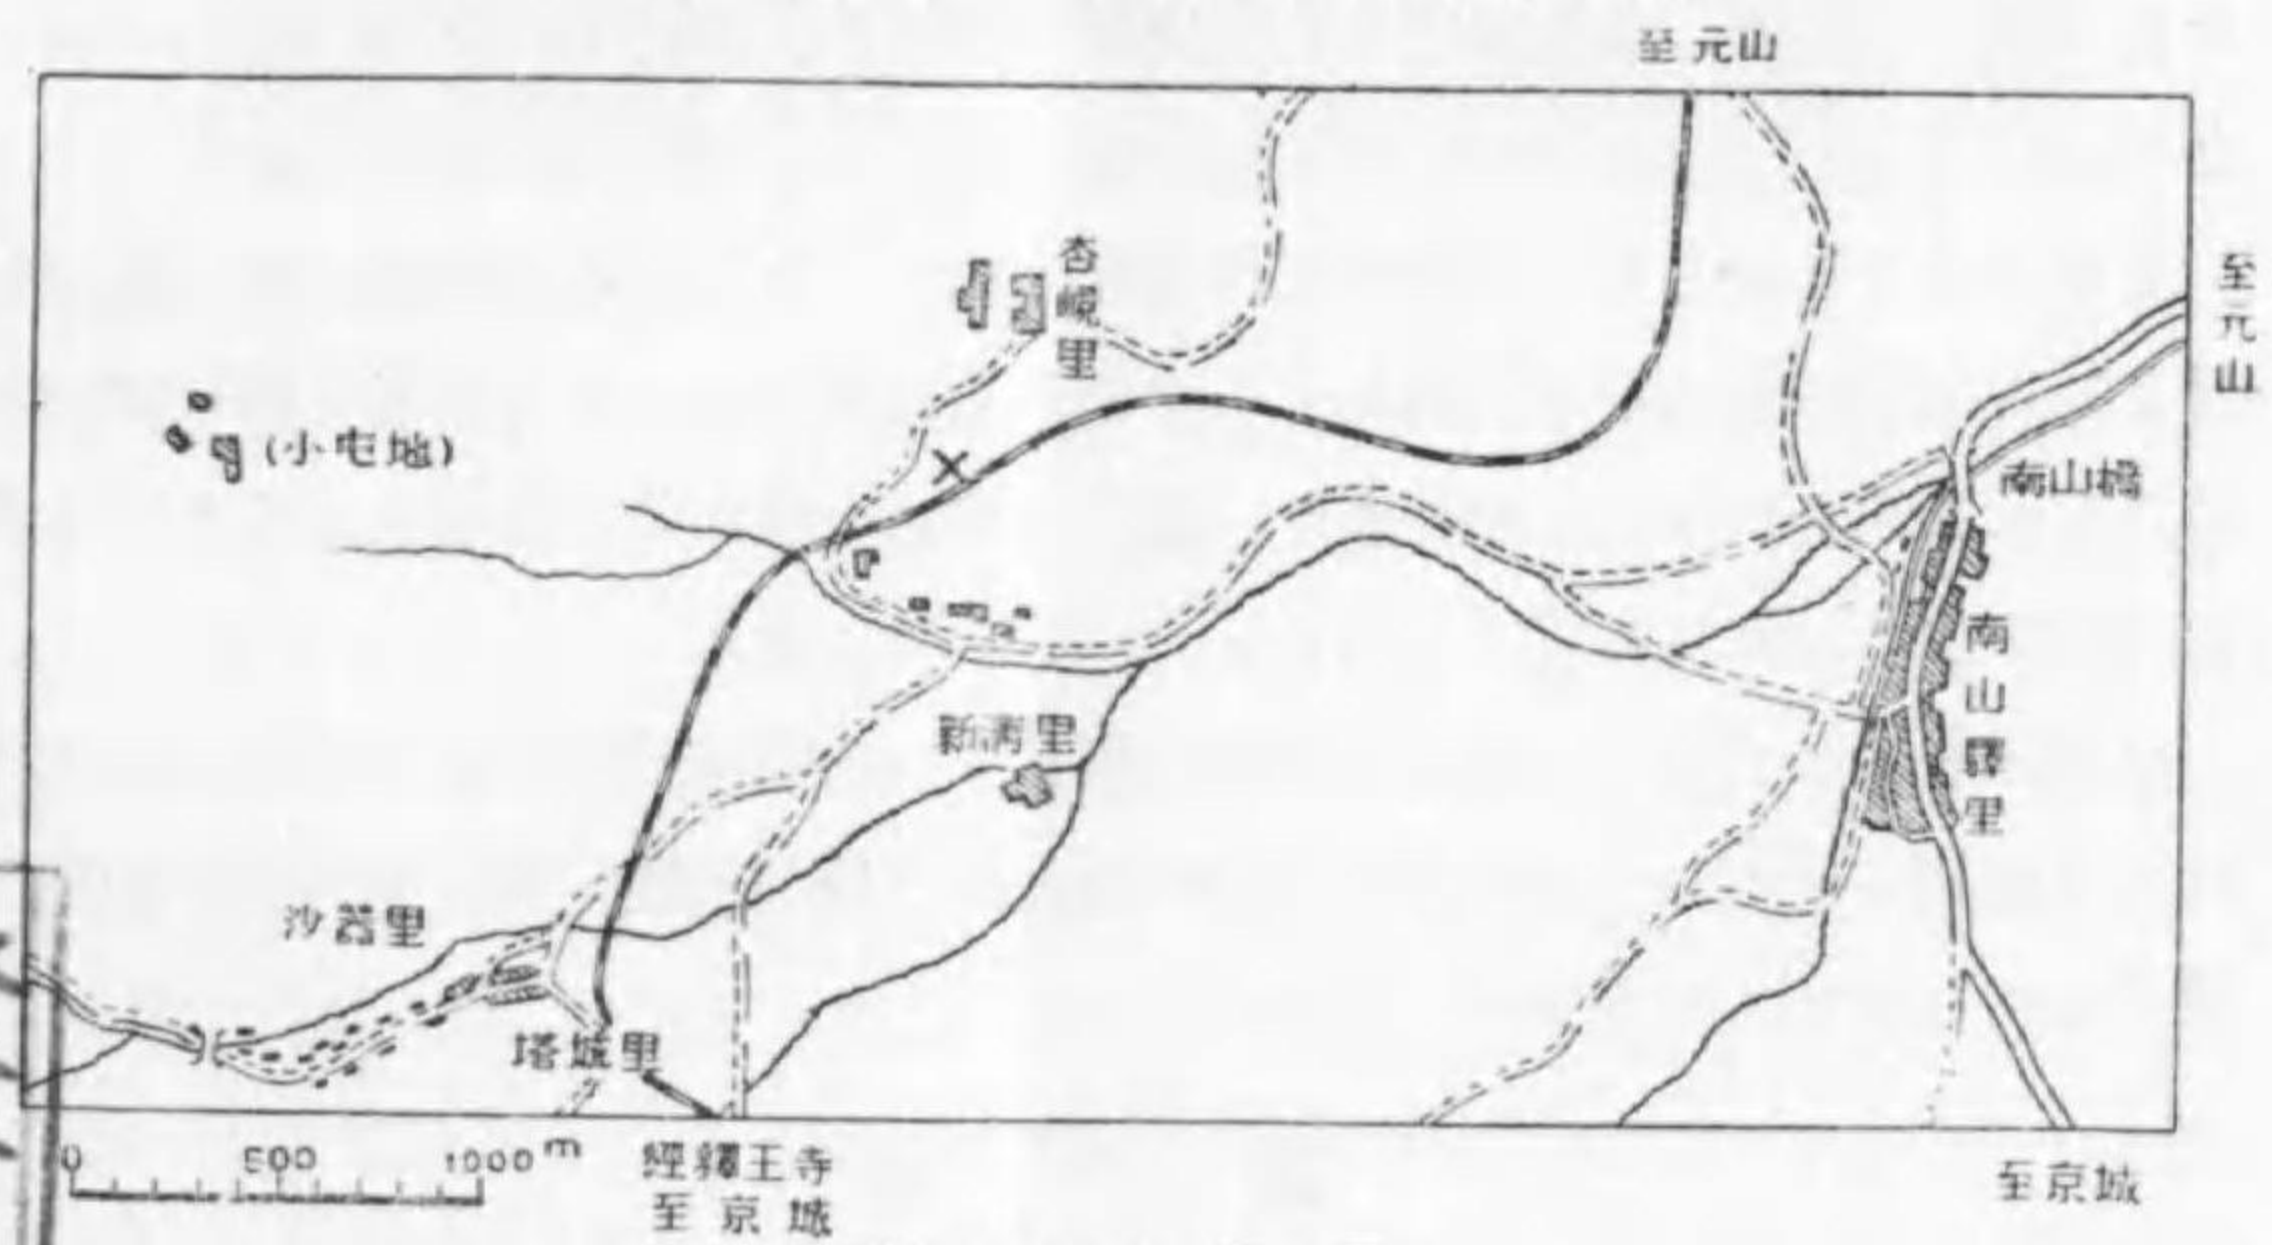 至元山
至元山
杏峴里
(小屯地)
南山橋
南山驛里
新満里
沙器里
塔城里
0 500 1000m
經釋王寺
至京城
至京城